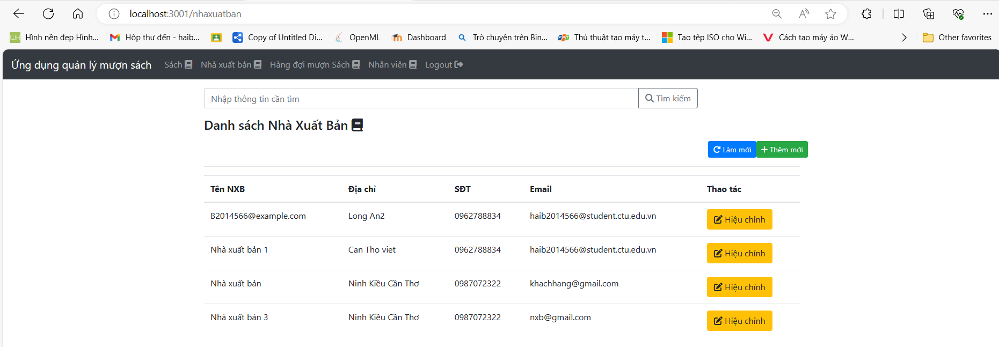 localhost:3001/nhaxuatban
WH Hình nền đẹp Hình... Hộp thư đến - haib... Copy of Untitled Di... OpenML Dashboard Trò chuyện trên Bin... FPT Thủ thuật tạo máy t... Tạo tệp ISO cho Wi... Cách tạo máy ảo W... Other favorites
Ứng dụng quản lý mượn sách Sách Nhà xuất bản Hàng đợi mượn Sách Nhân viên Logout
Nhập thông tin cần tìm Tìm kiếm
Danh sách Nhà Xuất Bản
Làm mới + Thêm mới
Tên NXB Địa chỉ SĐT Email Thao tác
B2014566@example.com Long An2 0962788834 haib2014566@student.ctu.edu.vn Hiệu chỉnh
Nhà xuất bản 1 Can Tho viet 0962788834 haib2014566@student.ctu.edu.vn Hiệu chỉnh
Nhà xuất bản Ninh Kiều Cần Thơ 0987072322 khachhang@gmail.com Hiệu chỉnh
Nhà xuất bản 3 Ninh Kiều Cần Thơ 0987072322 nxb@gmail.com Hiệu chỉnh